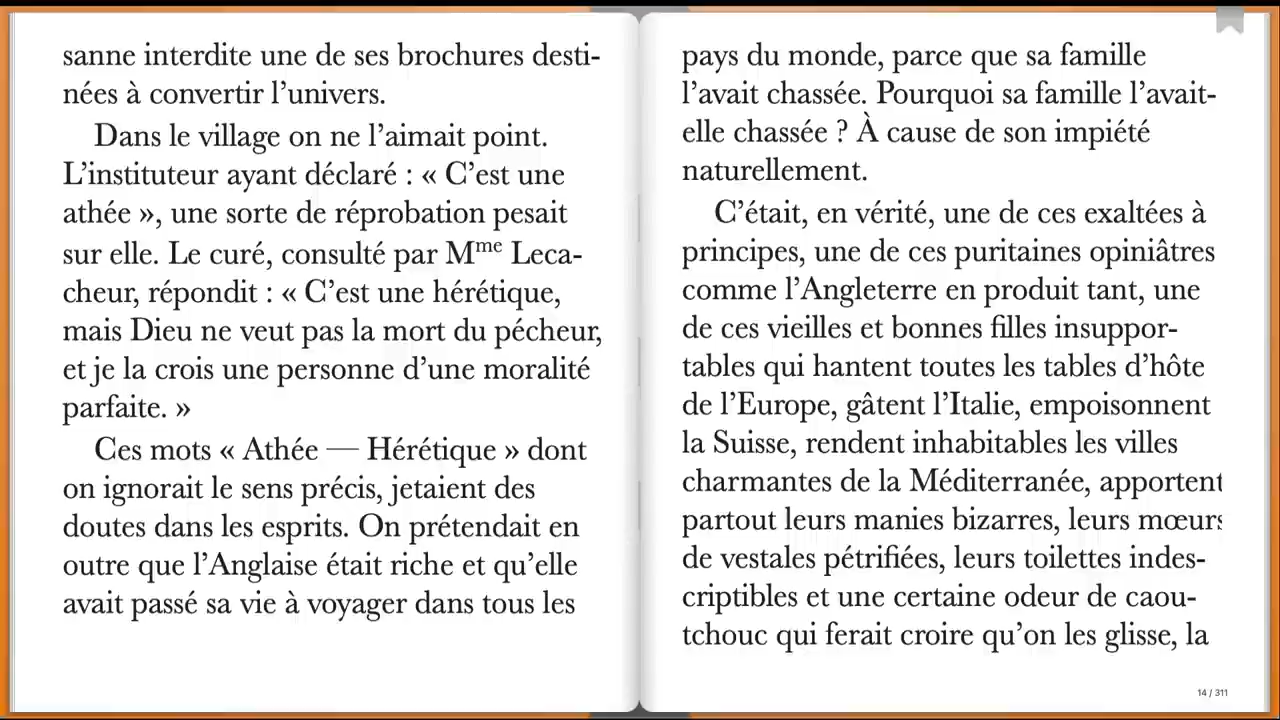 sanne interdite une de ses brochures desti-
nées à convertir l’univers.
Dans le village on ne l’aimait point.
L’instituteur ayant déclaré : « C’est une
athée », une sorte de réprobation pesait
sur elle. Le curé, consulté par Mme Leca-
cheur, répondit : « C’est une hérétique,
mais Dieu ne veut pas la mort du pécheur,
et je la crois une personne d’une moralité
parfaite. »
Ces mots « Athée — Hérétique » dont
on ignorait le sens précis, jetaient des
doutes dans les esprits. On prétendait en
outre que l’Anglaise était riche et qu’elle
avait passé sa vie à voyager dans tous les
pays du monde, parce que sa famille
l’avait chassée. Pourquoi sa famille l’avait-
elle chassée ? À cause de son impiété
naturellement.
C’était, en vérité, une de ces exaltées à
principes, une de ces puritaines opiniâtres
comme l’Angleterre en produit tant, une
de ces vieilles et bonnes filles insuppor-
tables qui hantent toutes les tables d’hôte
de l’Europe, gâtent l’Italie, empoisonnent
la Suisse, rendent inhabitables les villes
charmantes de la Méditerranée, apportent
partout leurs manies bizarres, leurs mœurs
de vestales pétrifiées, leurs toilettes indes-
criptibles et une certaine odeur de caou-
tchouc qui ferait croire qu’on les glisse, la
14 / 311